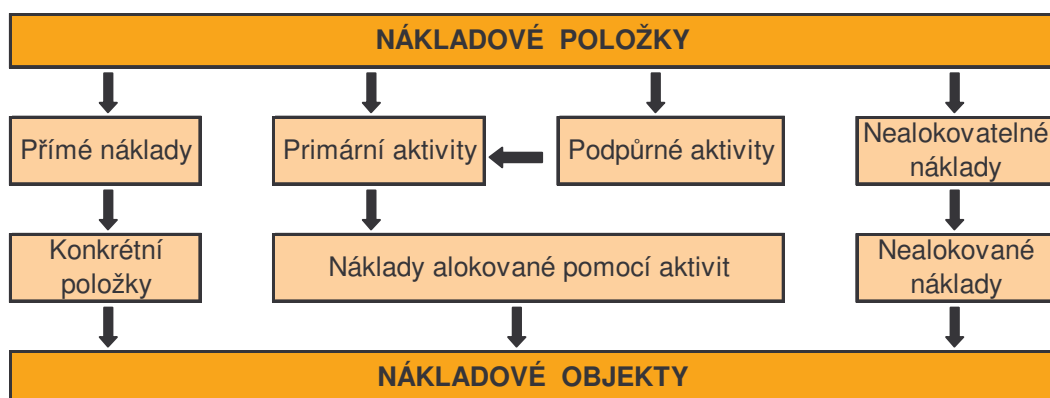 NÁKLADOVÉ POLOŽKY
Přímé náklady
Primární aktivity
Podpůrné aktivity
Nealokovatelné
náklady
Konkrétní
položky
Náklady alokované pomocí aktivit
Nealokované
náklady
NÁKLADOVÉ OBJEKTY